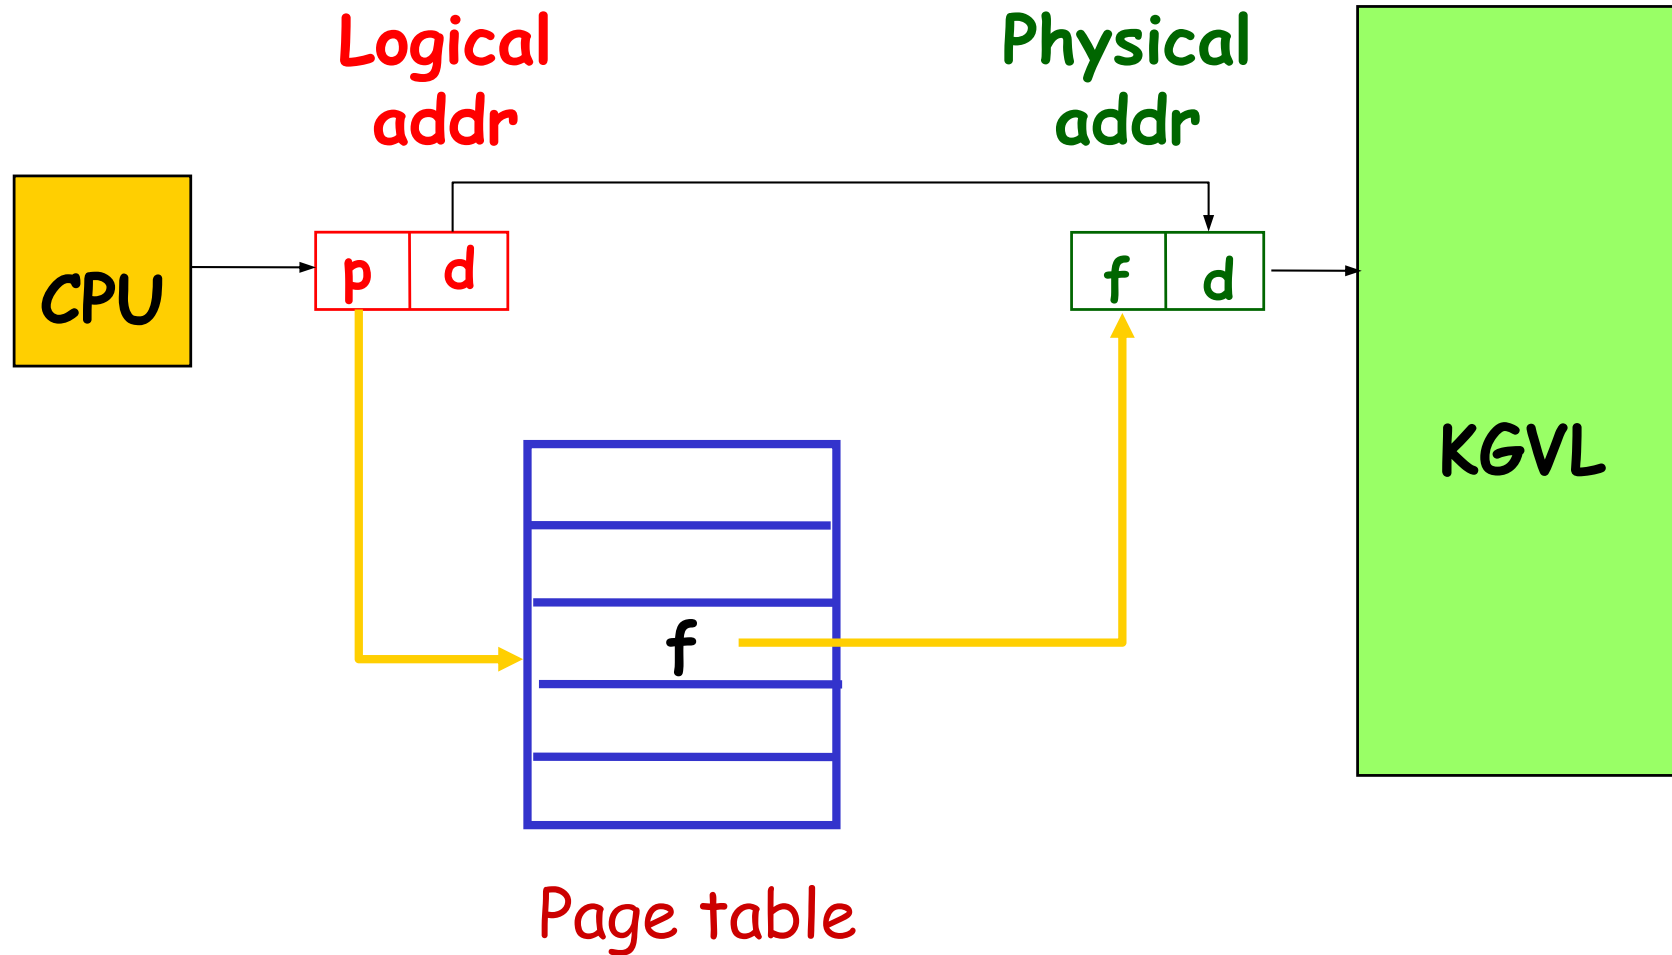 Logical
addr
Physical
addr
CPU
p
d
f
d
KGVL
f
Page table